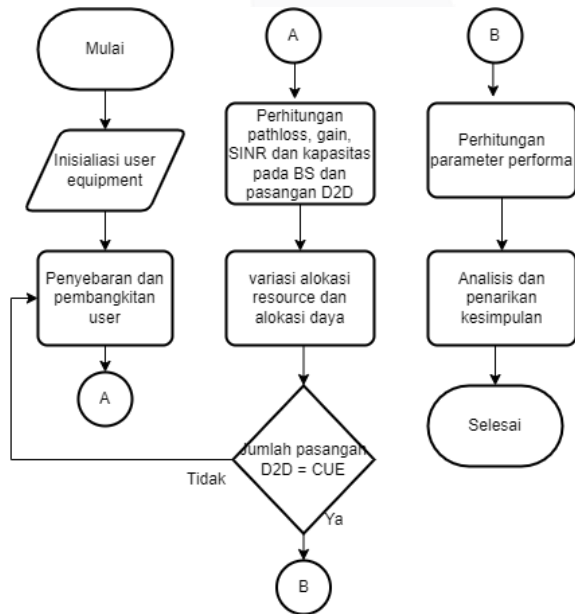 Mulai
Inisialiasi user
equipment
Penyebaran dan
pembangkitan
user
A
A
Perhitungan
pathloss, gain,
SINR dan kapasitas
pada BS dan
pasangan D2D
variasi alokasi
resource dan
alokasi daya
Jumlah pasangan
D2D = CUE
Tidak
Ya
B
B
Perhitungan
parameter performa
Analisis dan
penarikan
kesimpulan
Selesai